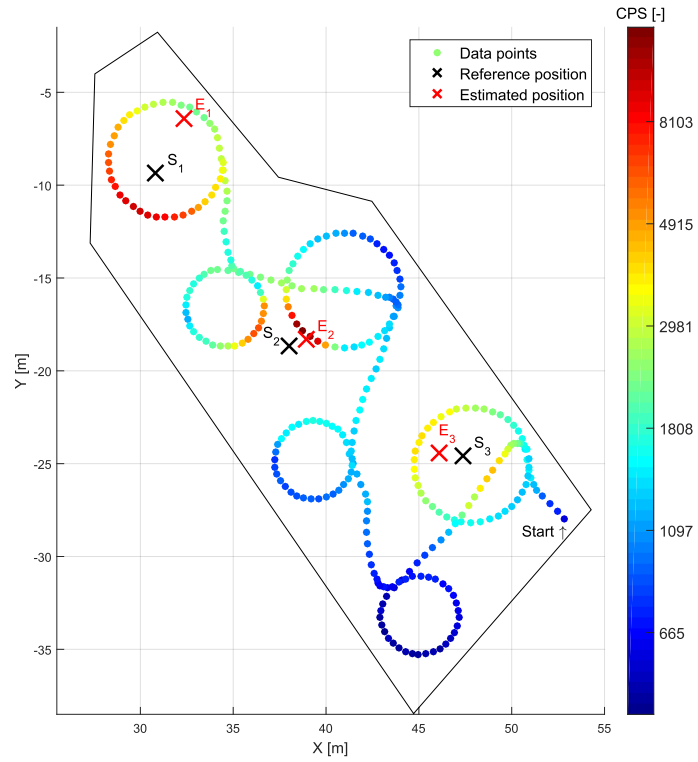 CPS [-]
Data points
Reference position
Estimated position
-5
-10
-15
-20
-25
-30
-35
Y [m]
E1
S1
E2
S2
E3
S3
Start ↑
30
35
40
45
50
55
X [m]
8103
4915
2981
1808
1097
665